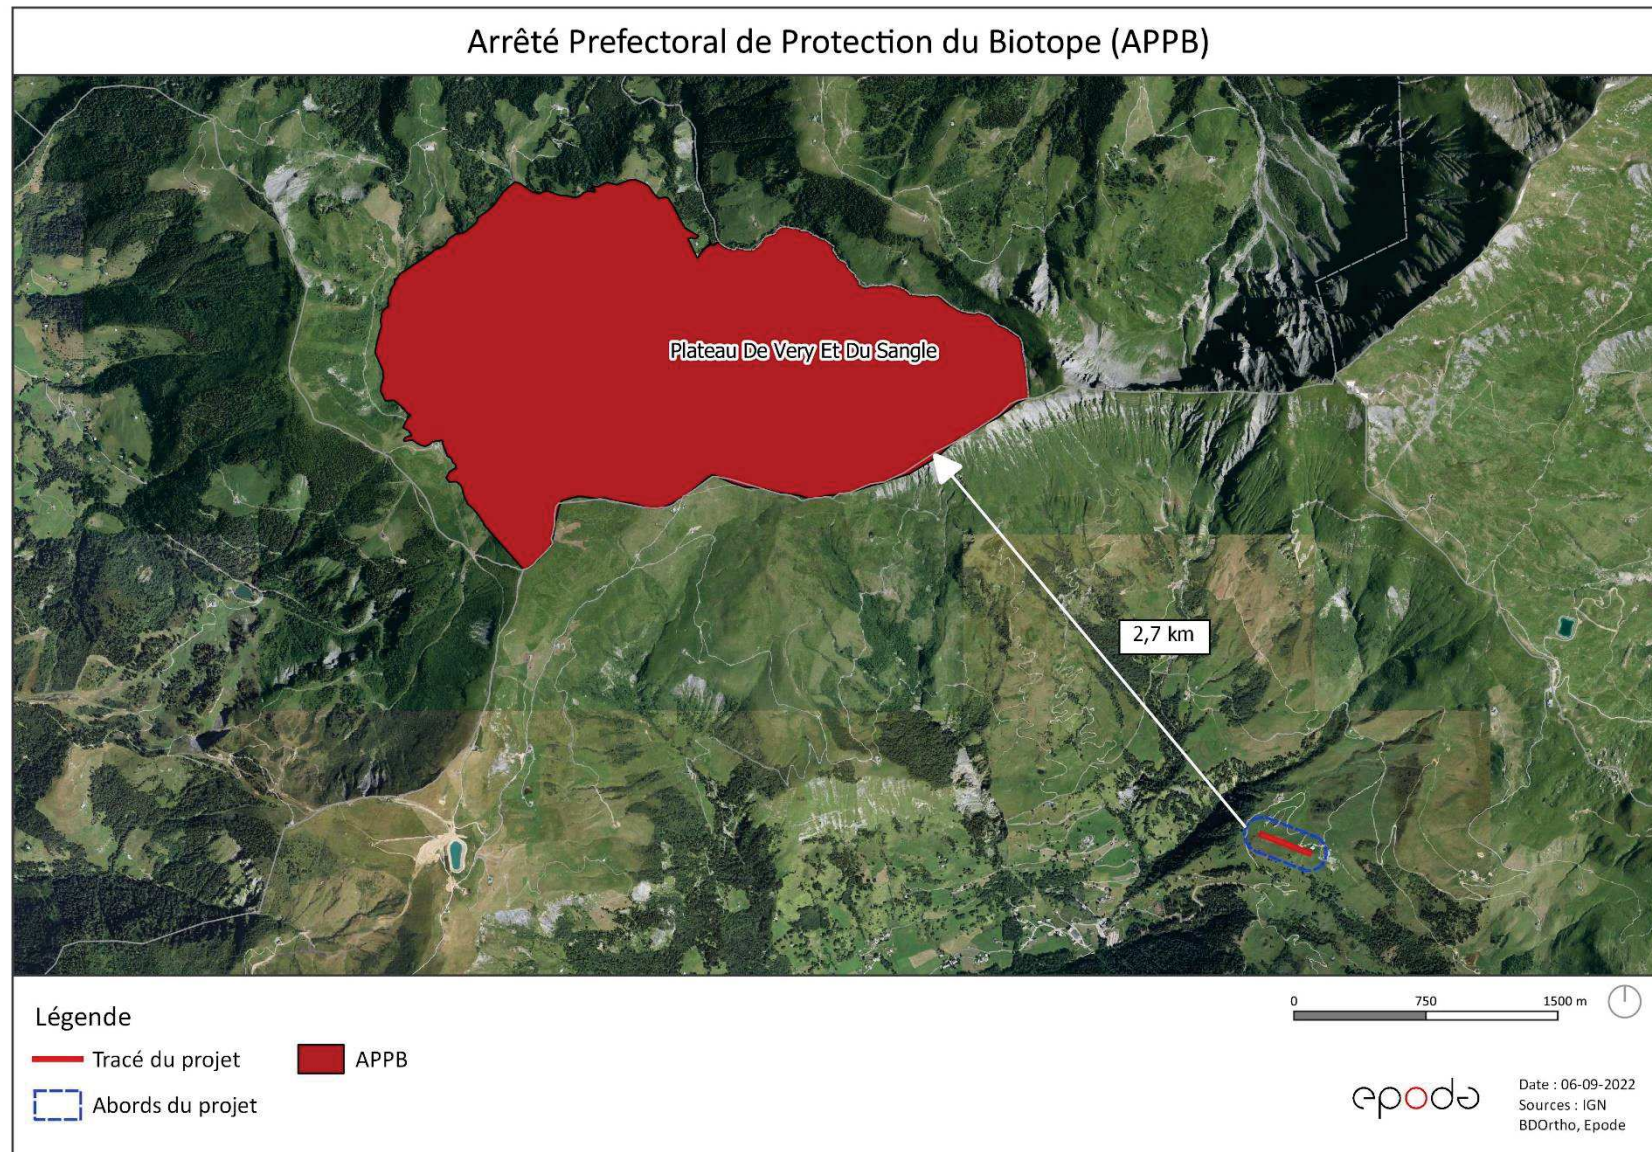 Arrêté Prefectoral de Protection du Biotope (APPB)
Plateau De Very Et Du Sangle
2,7 km
0 750 1500 m
Légende
Tracé du projet
APPB
Abords du projet
epode
Date : 06-09-2022
Sources : IGN
BDOrtho, Epode